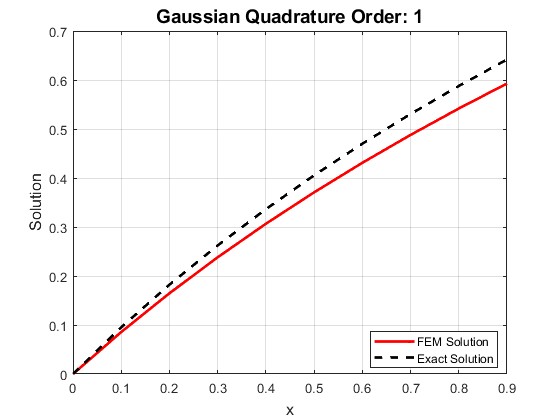 Gaussian Quadrature Order: 1
0.7
0.6
0.5
0.4
0.3
0.2
0.1
0
Solution
FEM Solution
Exact Solution
0 0.1 0.2 0.3 0.4 0.5 0.6 0.7 0.8 0.9
x